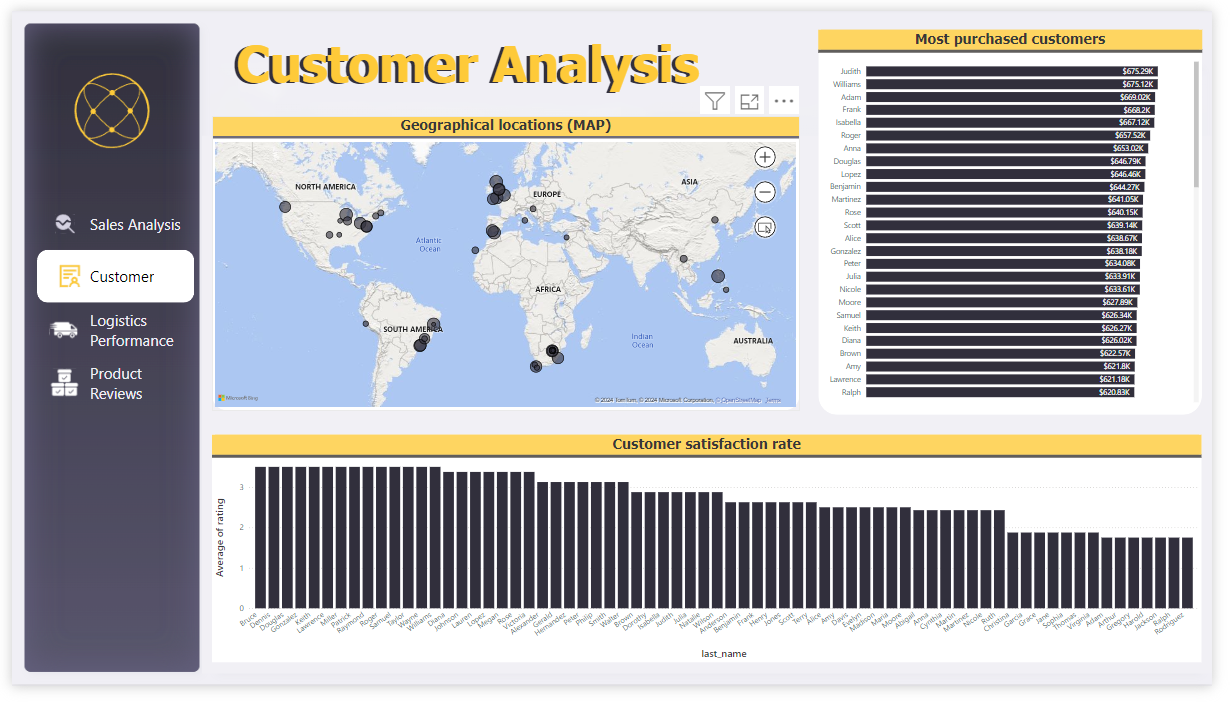 Customer Analysis
Sales Analysis
Customer
Logistics
Performance
Product
Reviews
Geographical locations (MAP)
NORTH AMERICA
EUROPE
ASIA
Atlantic
Ocean
AFRICA
SOUTH AMERICA
Indian
Ocean
AUSTRALIA
Microsoft Bing
© 2024 TomTom, © 2024 Microsoft Corporation, © OpenStreetMap Terms
Most purchased customers
Judith $675.29K
Williams $675.12K
Adam $669.02K
Frank $668.2K
Isabella $667.12K
Roger $657.52K
Anna $653.02K
Douglas $646.79K
Lopez $646.46K
Benjamin $644.27K
Martinez $641.05K
Rose $640.15K
Scott $639.14K
Alice $638.67K
Gonzalez $638.18K
Peter $634.08K
Julia $633.91K
Nicole $633.61K
Moore $627.89K
Samuel $626.34K
Keith $626.27K
Diana $626.02K
Brown $622.57K
Amy $621.8K
Lawrence $621.18K
Ralph $620.83K
Customer satisfaction rate
Average of rating
3
2
1
0
Bruce
Dennis
Douglas
Gonzalez
Keith
Lawrence
Miller
Patrick
Raymond
Roger
Samuel
Taylor
Wayne
Williams
Diana
Johnson
Lauren
Lopez
Megan
Rose
Victoria
Alexander
Gerald
Hernandez
Peter
Philip
Smith
Walter
Brown
Dorothy
Isabella
Judith
Julia
Natalie
Wilson
Anderson
Benjamin
Frank
Henry
Jones
Scott
Terry
Alice
Amy
Davis
Evelyn
Madison
Maria
Moore
Abigail
Anna
Cynthia
Martin
Martinez
Nicole
Ruth
Christina
Garcia
Grace
Jane
Sophia
Thomas
Virginia
Adam
Arthur
Gregory
Harold
Jackson
Ralph
Rodriguez
last_name